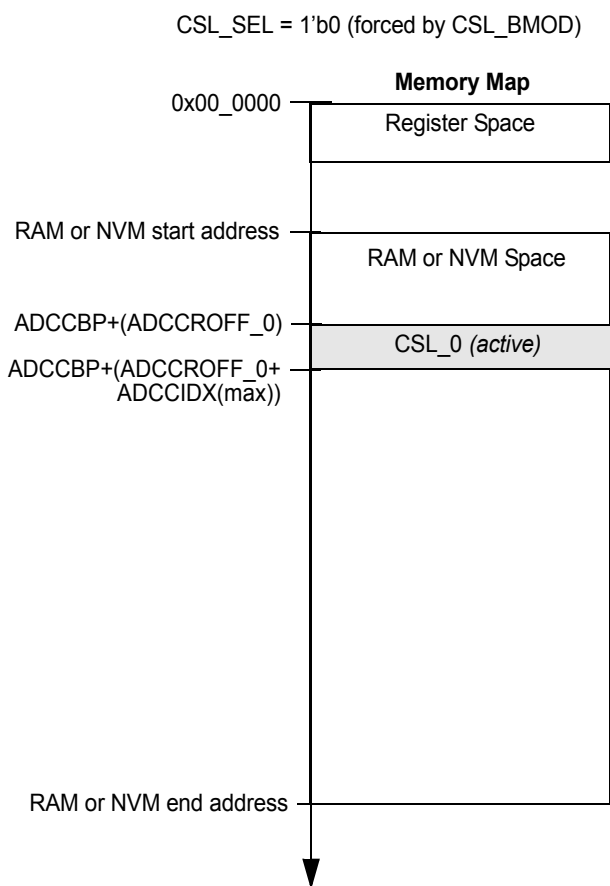 CSL_SEL = 1'b0 (forced by CSL_BMOD)
Memory Map
0x00_0000
Register Space
RAM or NVM start address
RAM or NVM Space
ADCCBP+(ADCCROFF_0)
CSL_0 (active)
ADCCBP+(ADCCROFF_0+
ADCCIDX(max))
RAM or NVM end address